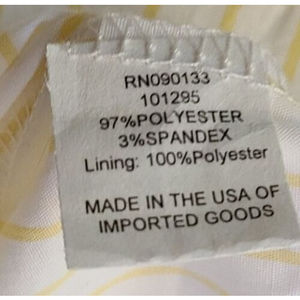 RN090133
101295
97%POLYESTER
3%SPANDEX
Lining: 100%Polyester
MADE IN THE USA OF
IMPORTED GOODS